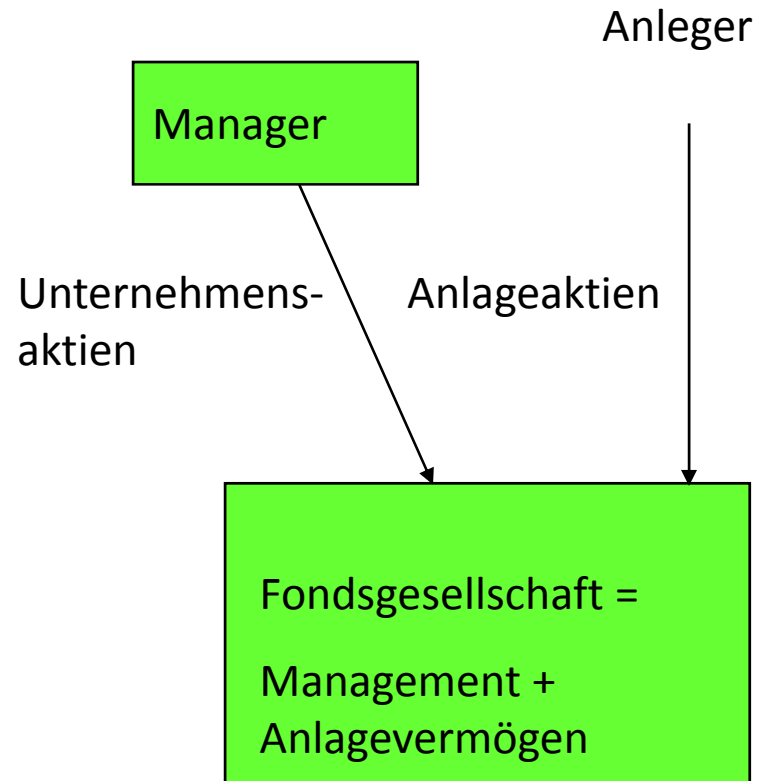 Anleger
Manager
Unternehmens-
aktien
Anlageaktien
Fondsgesellschaft =
Management +
Anlagevermögen